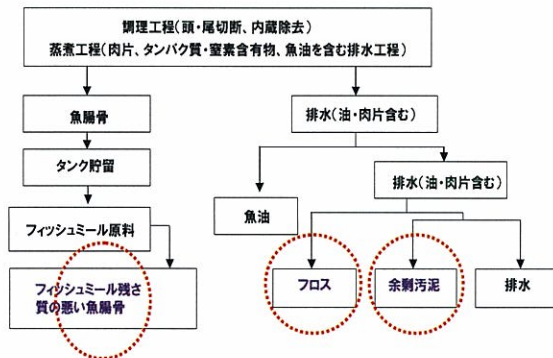 調理工程(頭・尾切断、内蔵除去)
蒸煮工程(肉片、タンパク質・窒素含有物、魚油を含む排水工程)
魚腸骨
排水(油・肉片含む)
タンク貯留
排水(油・肉片含む)
魚油
フィッシュミール原料
フィッシュミール残さ
質の悪い魚腸骨
フロス
余剰汚泥
排水